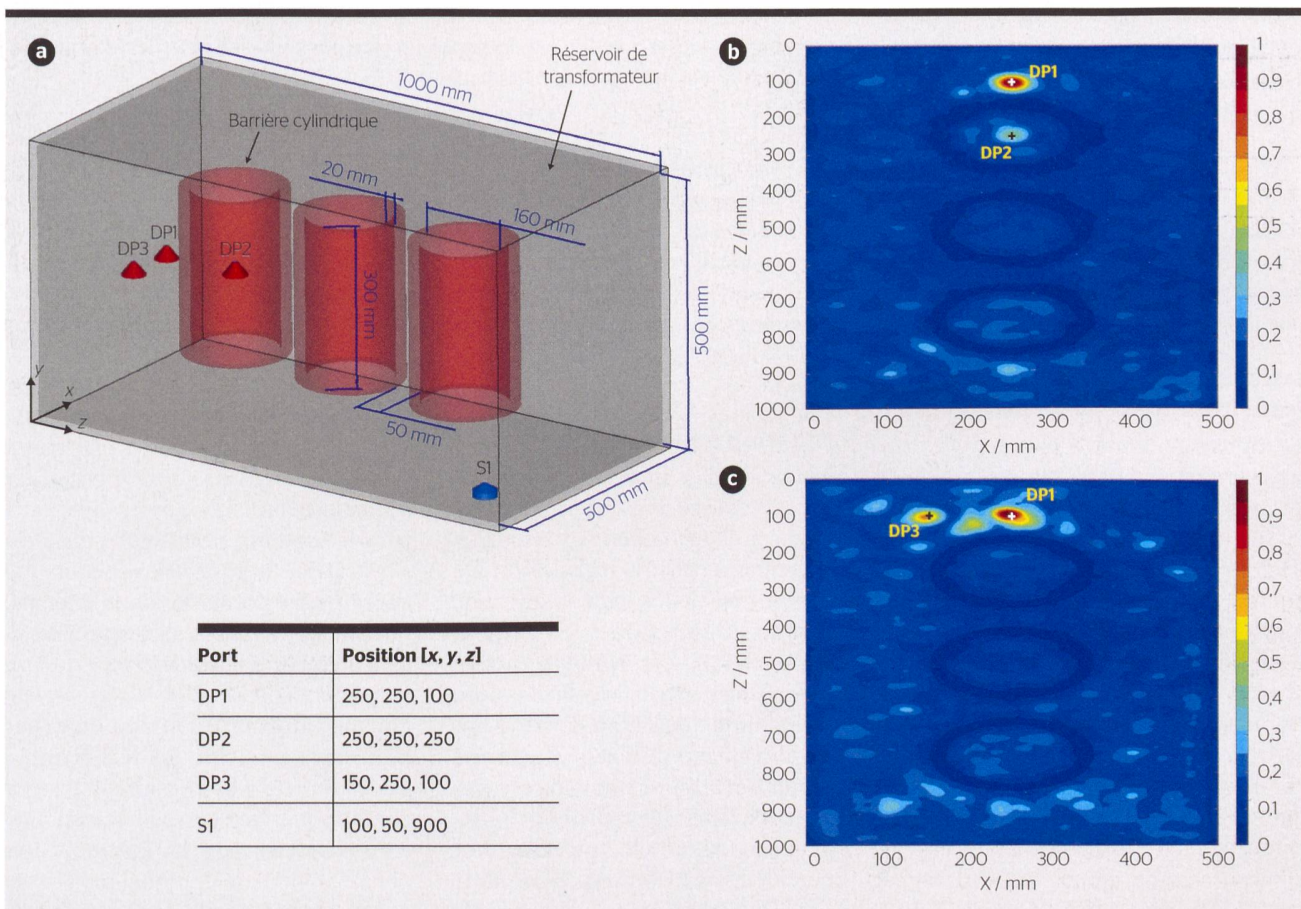 a
1000 mm
Réservoir de
transformateur
Barrière cylindrique
20 mm
160 mm
DP1
DP3
DP2
300 mm
500 mm
y
x
z
50 mm
S1
500 mm
Port
Position [x, y, z]
DP1
250, 250, 100
DP2
250, 250, 250
DP3
150, 250, 100
S1
100, 50, 900
b
0
100
200
300
400
500
600
700
800
900
1000
Z / mm
DP1
DP2
0
100
200
300
400
500
X / mm
1
0,9
0,8
0,7
0,6
0,5
0,4
0,3
0,2
0,1
0
c
0
100
200
300
400
500
600
700
800
900
1000
Z / mm
DP1
DP3
0
100
200
300
400
500
X / mm
1
0,9
0,8
0,7
0,6
0,5
0,4
0,3
0,2
0,1
0